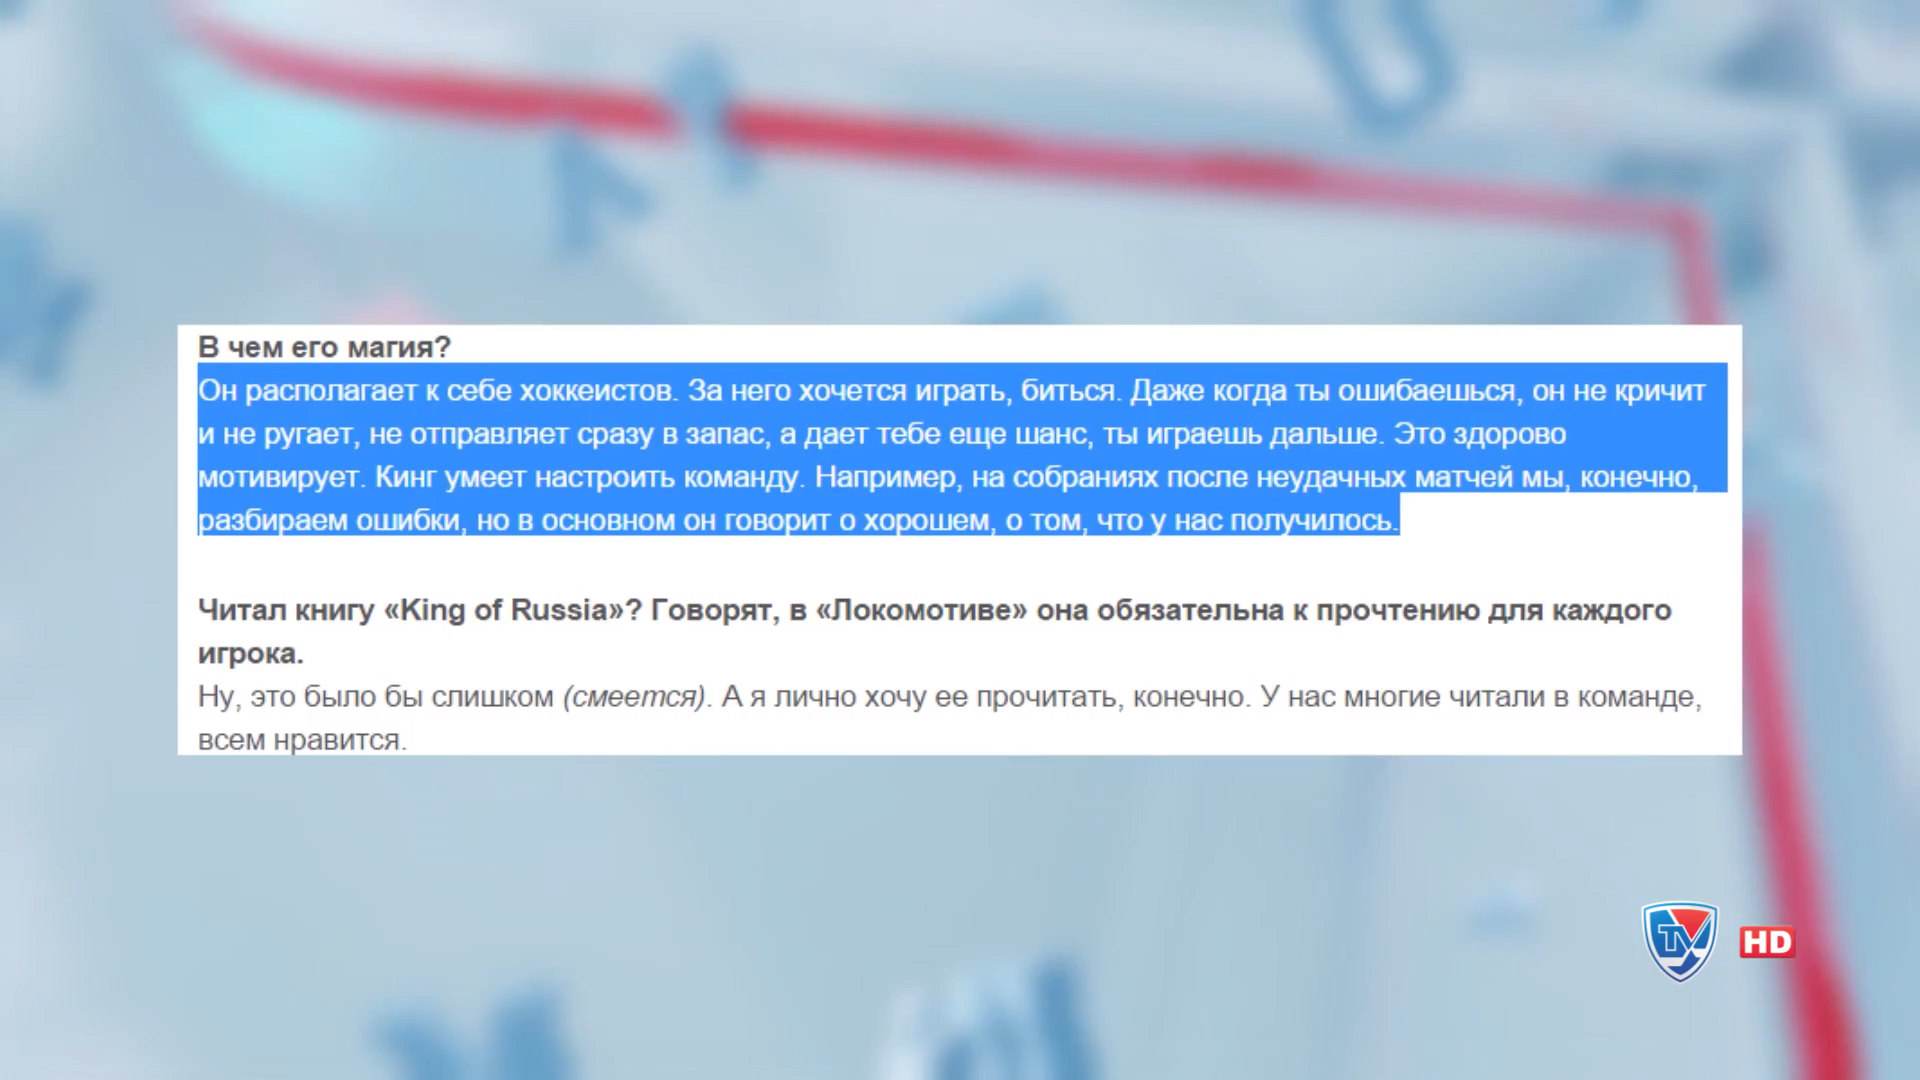 В чем его магия?
Он располагает к себе хоккеистов. За него хочется играть, биться. Даже когда ты ошибаешься, он не кричит
и не ругает, не отправляет сразу в запас, а дает тебе еще шанс, ты играешь дальше. Это здорово
мотивирует. Кинг умеет настроить команду. Например, на собраниях после неудачных матчей мы, конечно,
разбираем ошибки, но в основном он говорит о хорошем, о том, что у нас получилось.
Читал книгу «King of Russia»? Говорят, в «Локомотиве» она обязательна к прочтению для каждого
игрока.
Ну, это было бы слишком (смеется). А я лично хочу ее прочитать, конечно. У нас многие читали в команде,
всем нравится.
TV HD